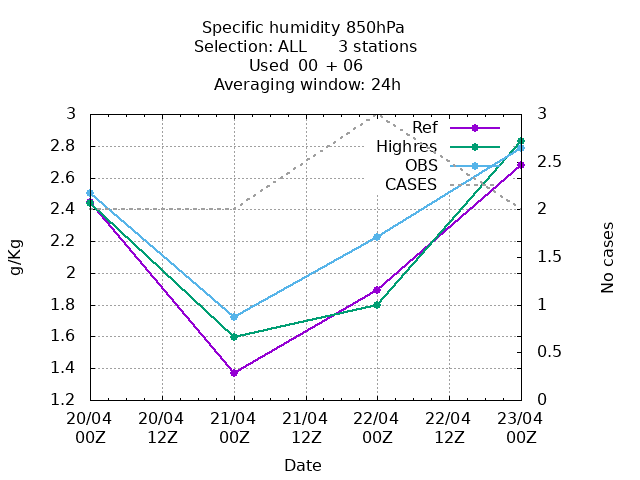 Specific humidity 850hPa
Selection: ALL 3 stations
Used 00 + 06
Averaging window: 24h
3
2.8
2.6
2.4
2.2
2
1.8
1.6
1.4
1.2
g/Kg
Ref
Highres
OBS
CASES
3
2.5
2
1.5
1
0.5
0
No cases
20/04 20/04 21/04 21/04 22/04 22/04 23/04
00Z 12Z 00Z 12Z 00Z 12Z 00Z
Date